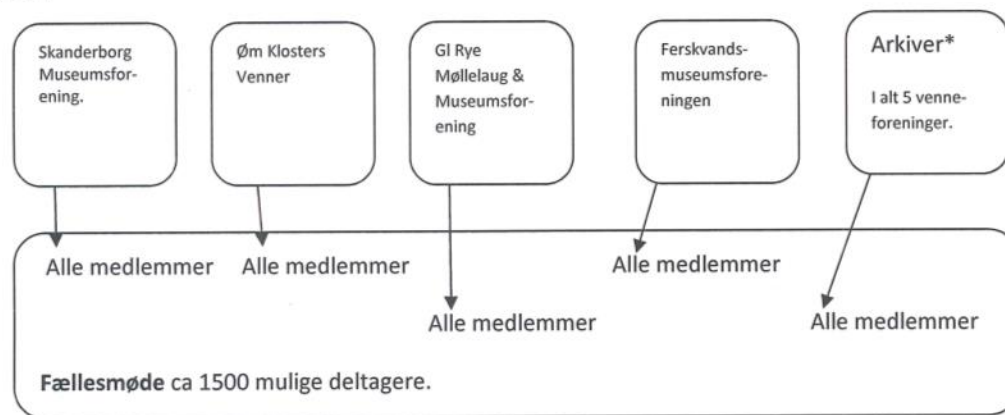 Skanderborg
Museumsfor-
ening.
Øm Klosters
Venner
Gl Rye
Møllelaug &
Museumsfor-
ening
Ferskvands-
museumsfore-
ningen
Arkiver*
I alt 5 venne-
foreninger.
Alle medlemmer
Alle medlemmer
Alle medlemmer
Alle medlemmer
Alle medlemmer
Fællesmøde ca 1500 mulige deltagere.